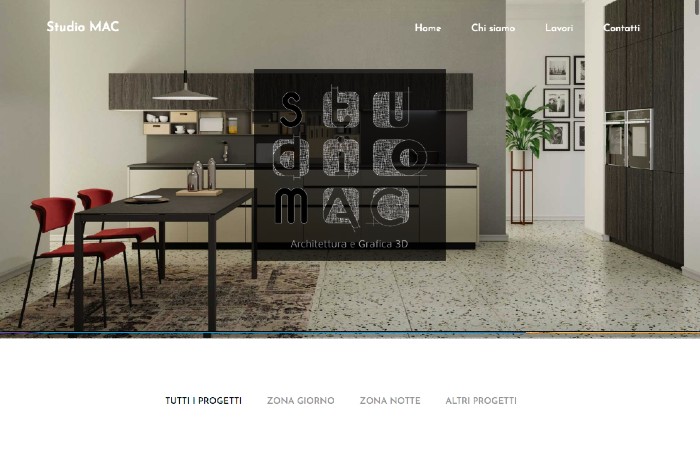 Studio MAC
Home Chi siamo Lavori Contatti
Studio
MAC
Architettura e Grafica 3D
TUTTI I PROGETTI ZONA GIORNO ZONA NOTTE ALTRI PROGETTI